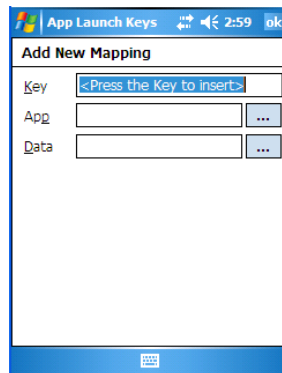 App Launch Keys 2:59 ok
Add New Mapping
Key <Press the Key to insert>
App ...
Data ...